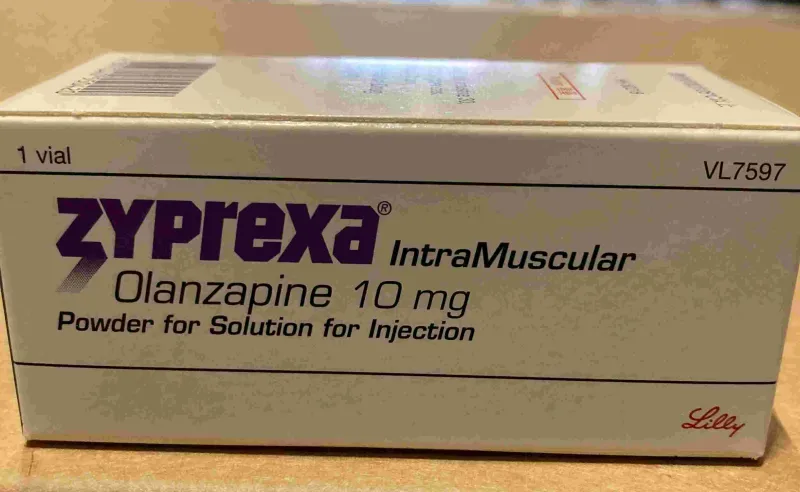 1 vial
VL7597
ZYPREXA® IntraMuscular
Olanzapine 10 mg
Powder for Solution for Injection
Lilly